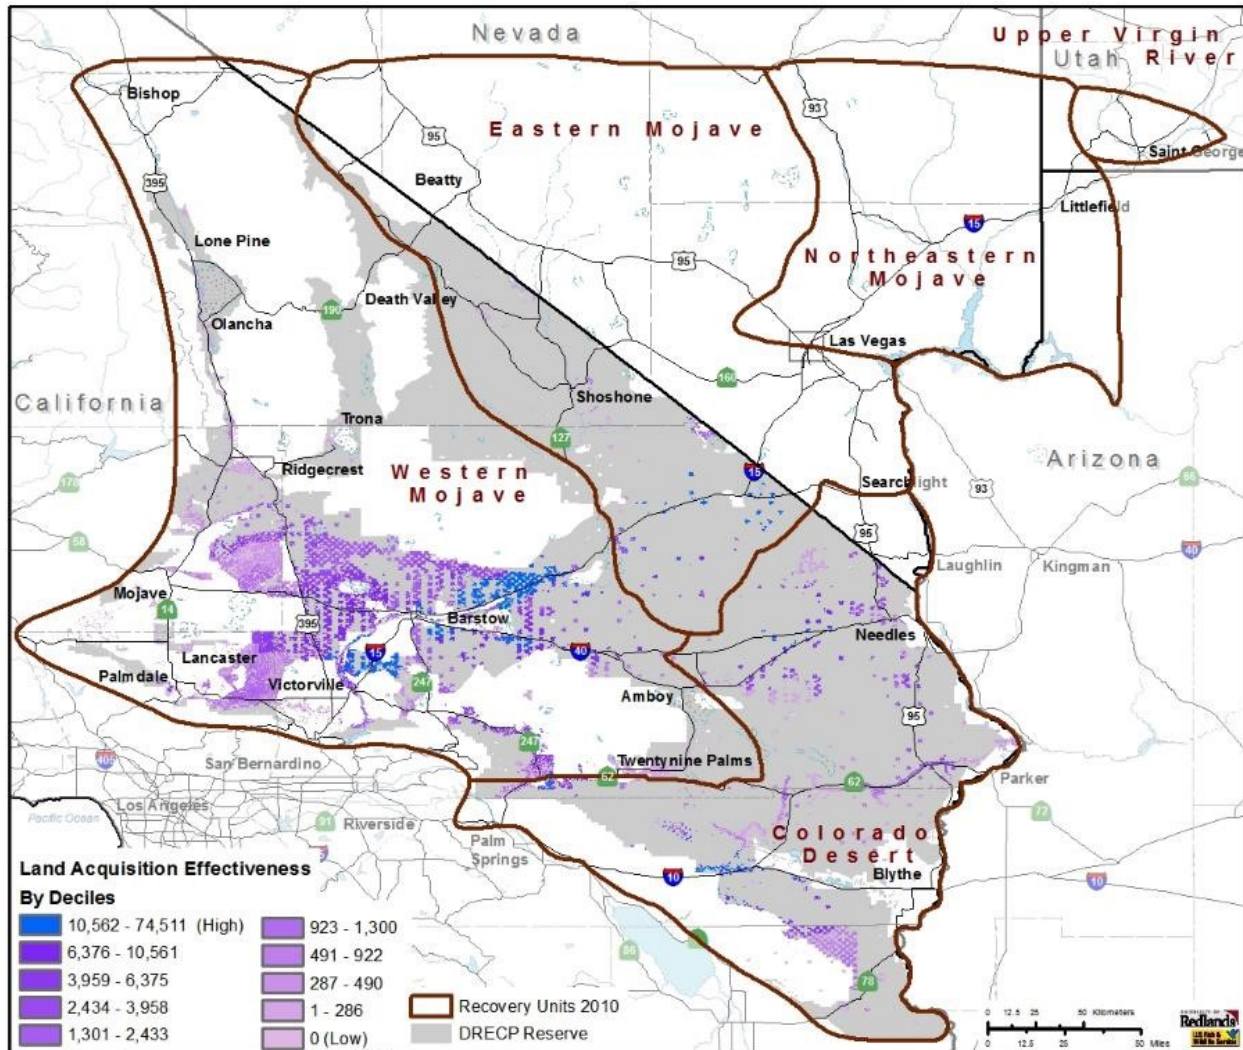 Nevada
Upper Virgin
Utah River
Bishop
93
95
Eastern Mojave
Saint George
395
Beatty
Littlefield
15
Lone Pine
95
Northeastern
Mojave
Death Valley
190
Olancha
Las Vegas
160
California
Shoshone
Trona
127
Arizona
Ridgecrest
Western
Mojave
15
Searchlight
93
66
178
95
58
40
Laughlin
Kingman
Mojave
14
Barstow
395
Needles
15
40
Lancaster
Palmdale
Victorville
247
Amboy
95
247
San Bernardino
Twentynine Palms
405
62
62
Parker
Los Angeles
72
Pacific Ocean
91
Riverside
Colorado
Desert
Palm
Springs
Blythe
10
10
86
78
Land Acquisition Effectiveness
By Deciles
10,562 - 74,511 (High)
6,376 - 10,561
3,959 - 6,375
2,434 - 3,958
1,301 - 2,433
923 - 1,300
491 - 922
287 - 490
1 - 286
0 (Low)
Recovery Units 2010
DRECP Reserve
0 12.5 25 50 Kilometers
0 12.5 25 50 Miles
Redlands